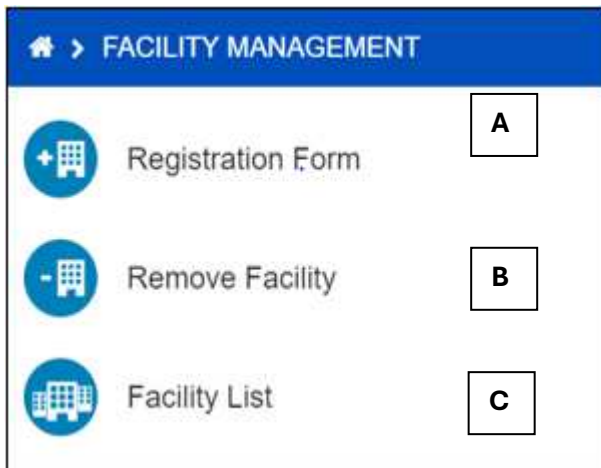 > FACILITY MANAGEMENT
A
Registration Form
Remove Facility
B
Facility List
C